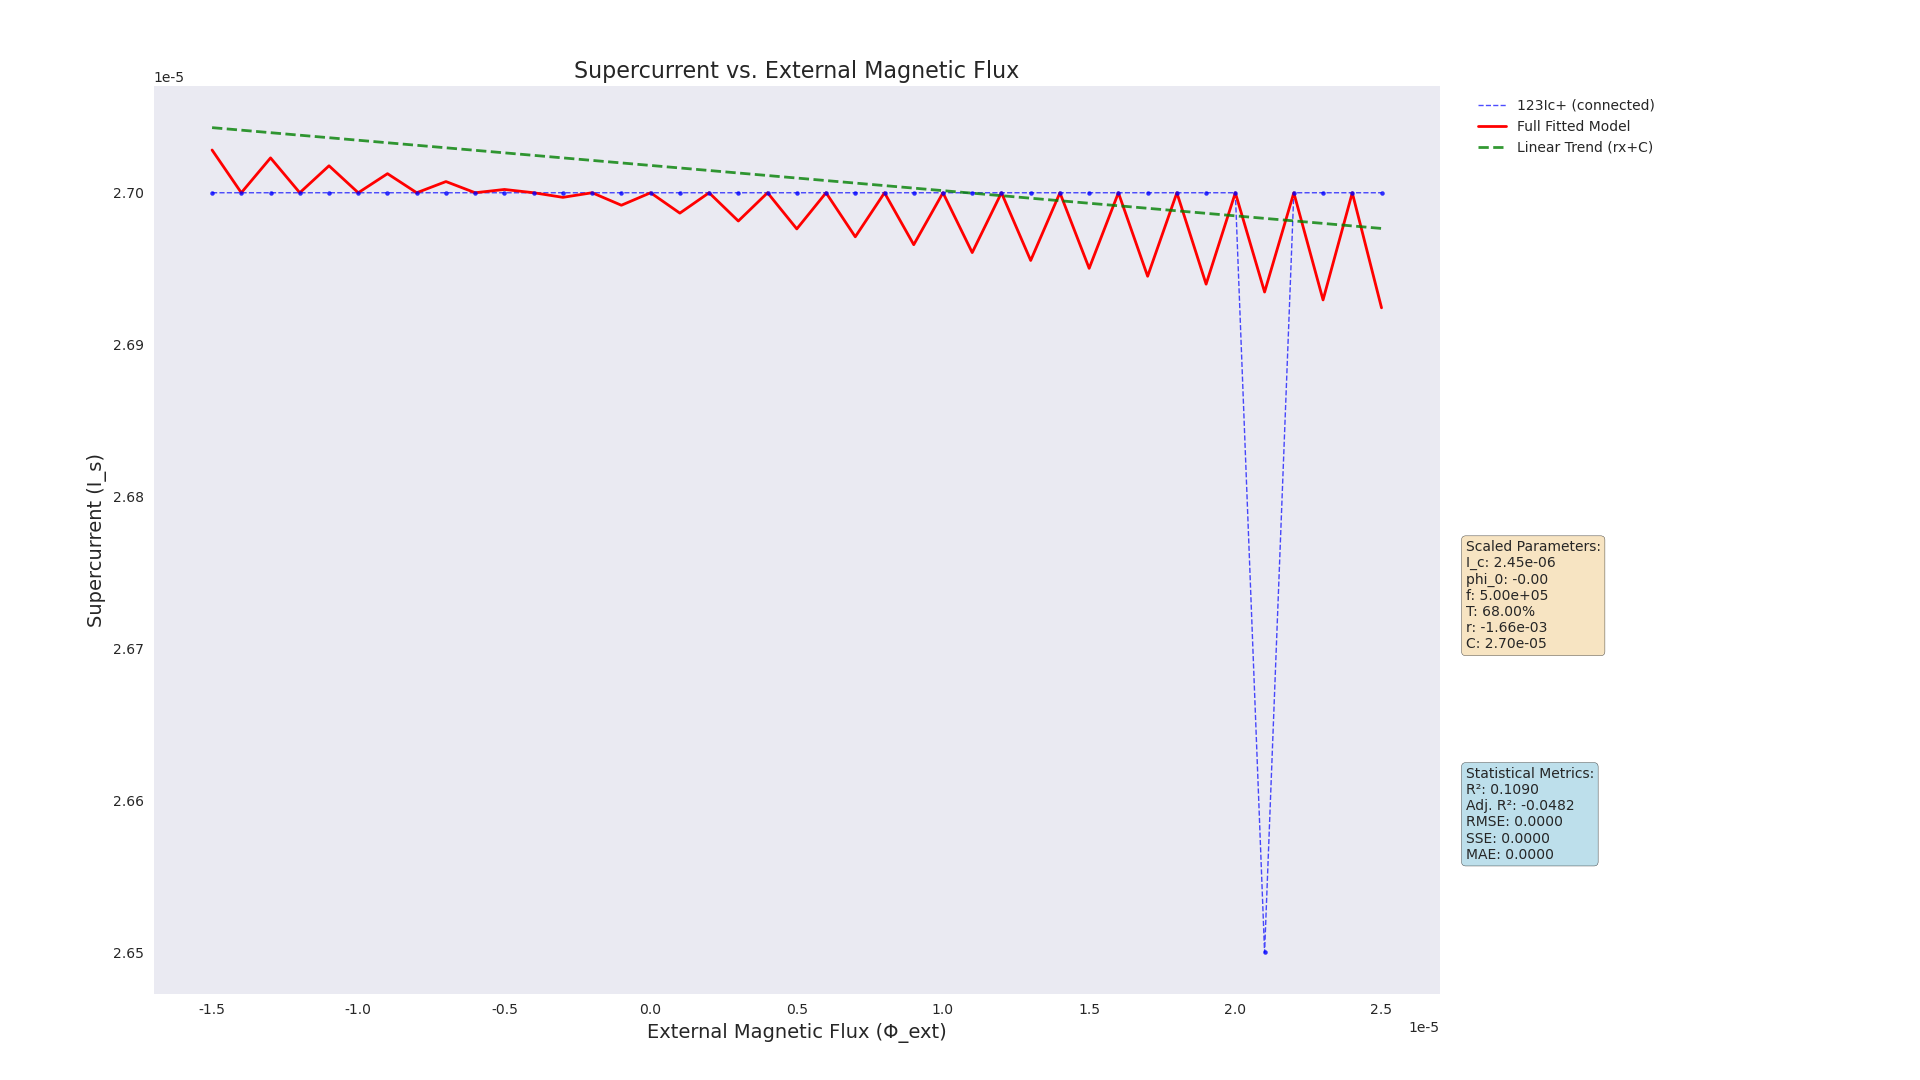 Supercurrent vs. External Magnetic Flux
1e-5
2.70
2.69
2.68
2.67
2.66
2.65
Supercurrent (I_s)
-1.5
-1.0
-0.5
0.0
0.5
1.0
1.5
2.0
2.5
1e-5
External Magnetic Flux (Φ_ext)
123Ic+ (connected)
Full Fitted Model
Linear Trend (rx+C)
Scaled Parameters:
I_c: 2.45e-06
phi_0: -0.00
f: 5.00e+05
T: 68.00%
r: -1.66e-03
C: 2.70e-05
Statistical Metrics:
R²: 0.1090
Adj. R²: -0.0482
RMSE: 0.0000
SSE: 0.0000
MAE: 0.0000